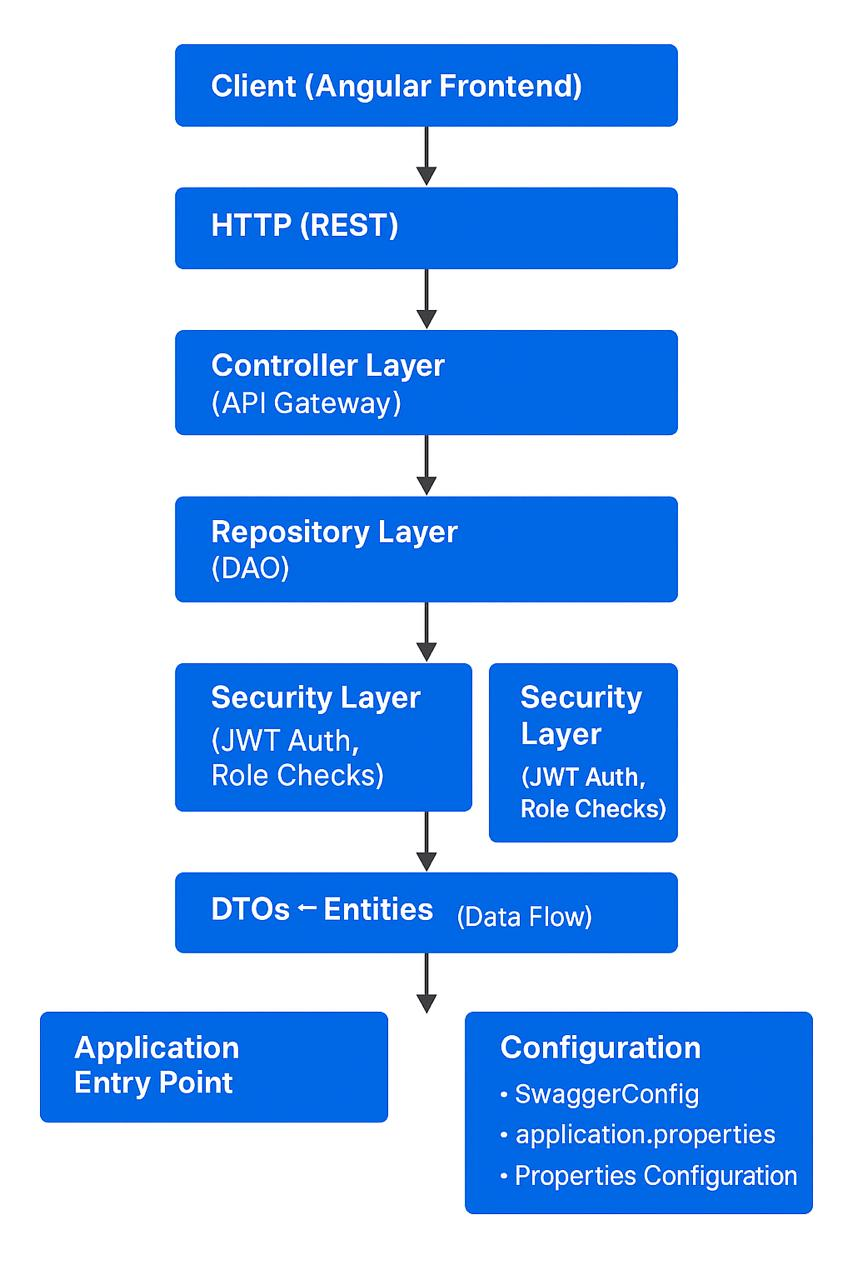 Client (Angular Frontend)
HTTP (REST)
Controller Layer
(API Gateway)
Repository Layer
(DAO)
Security Layer
(JWT Auth,
Role Checks)
Security
Layer
(JWT Auth,
Role Checks)
DTOs ← Entities (Data Flow)
Application
Entry Point
Configuration
• SwaggerConfig
• application.properties
• Properties Configuration